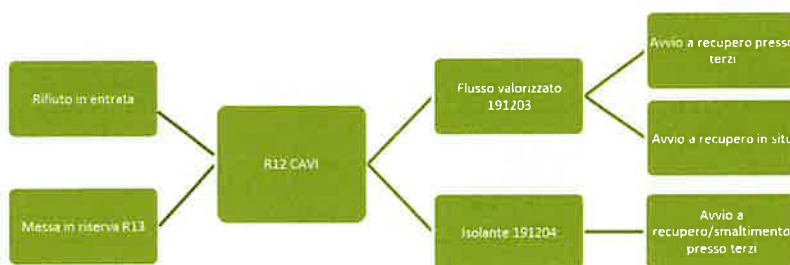 Rifiuto in entrata
Messa in riserva R13
R12 CAVI
Flusso valorizzato
191203
Isolante 191204
Avvio a recupero presso
terzi
Avvio a recupero in situ
Avvio a
recupero/smaltimento
presso terzi